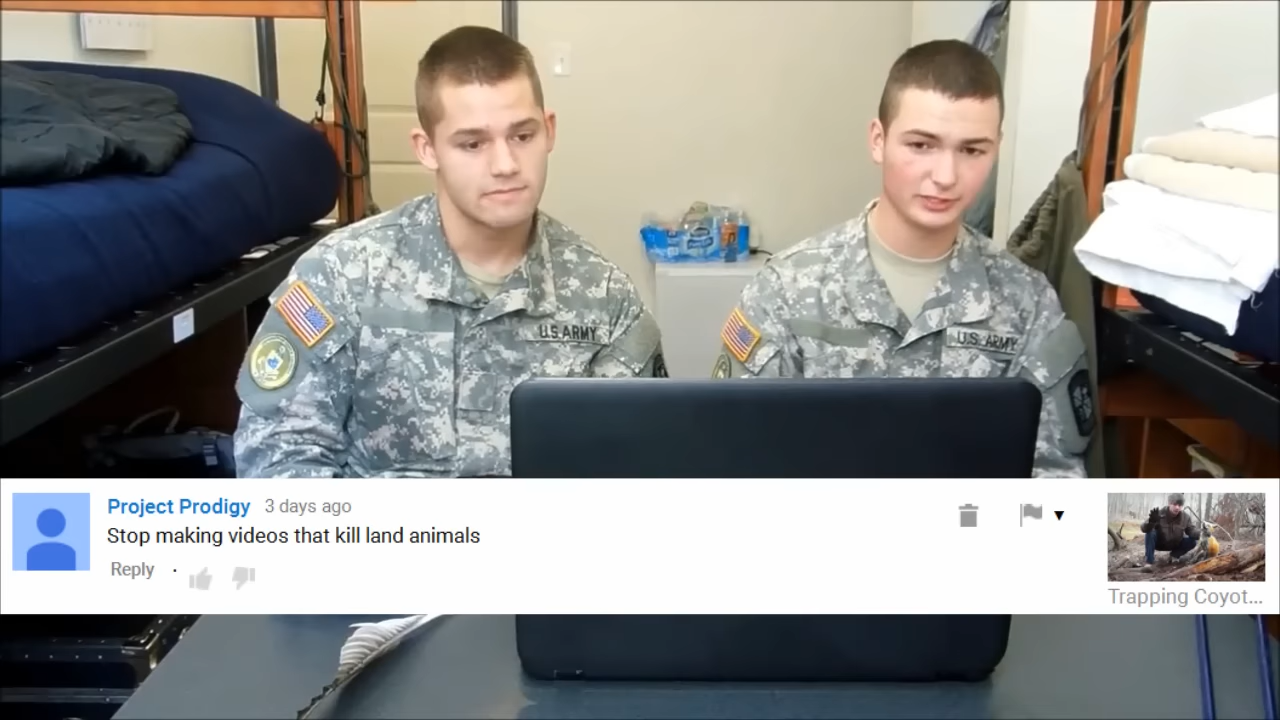 U.S. ARMY
U.S. ARMY
Project Prodigy 3 days ago
Stop making videos that kill land animals
Reply ·
Trapping Coyot...